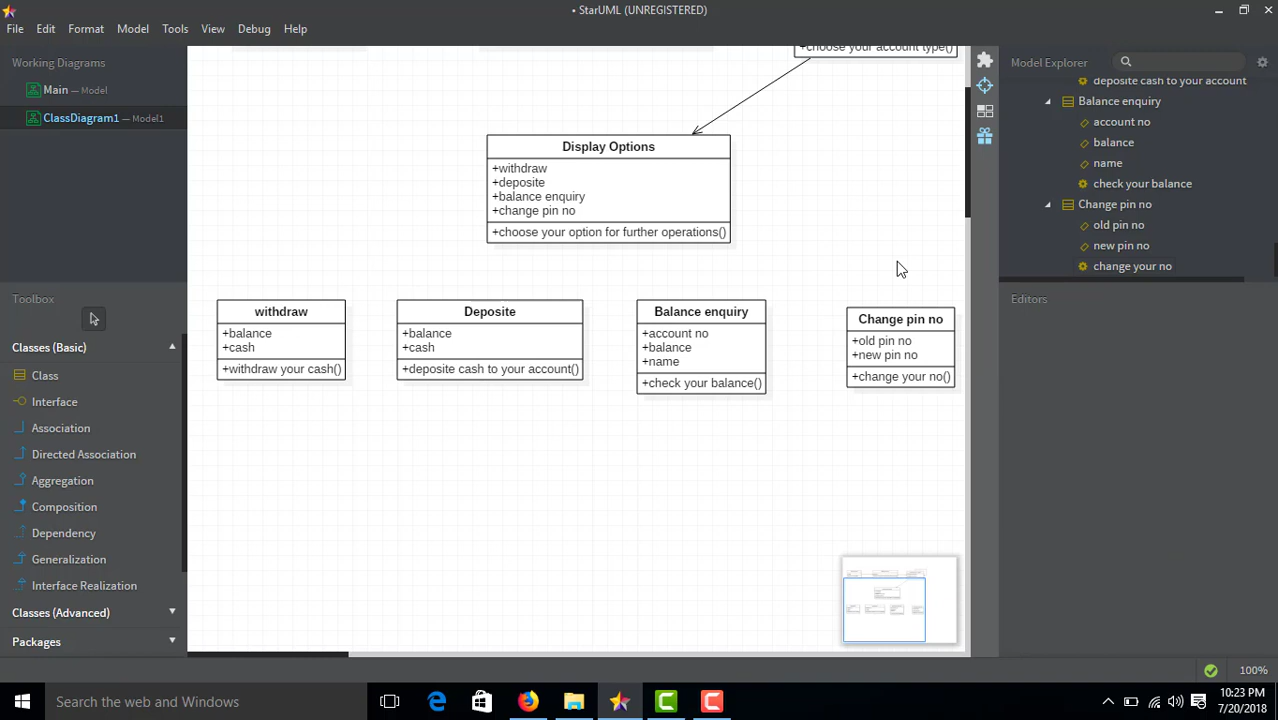 • StarUML (UNREGISTERED)
File Edit Format Model Tools View Debug Help
Working Diagrams
Main — Model
ClassDiagram1 — Model1
Toolbox
Classes (Basic)
Class
Interface
Association
Directed Association
Aggregation
Composition
Dependency
Generalization
Interface Realization
Classes (Advanced)
Packages
+choose your account type()
Display Options
+withdraw
+deposite
+balance enquiry
+change pin no
+choose your option for further operations()
withdraw
+balance
+cash
+withdraw your cash()
Deposite
+balance
+cash
+deposite cash to your account()
Balance enquiry
+account no
+balance
+name
+check your balance()
Change pin no
+old pin no
+new pin no
+change your no()
Model Explorer
deposite cash to your account
Balance enquiry
account no
balance
name
check your balance
Change pin no
old pin no
new pin no
change your no
Editors
100%
Search the web and Windows
10:23 PM
7/20/2018